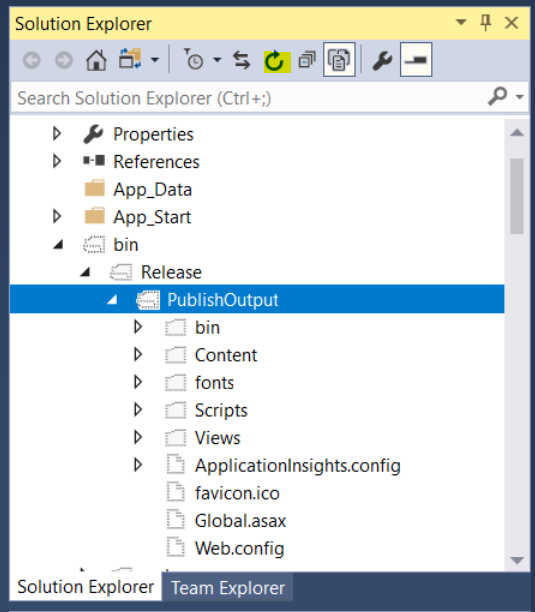 Solution Explorer
Search Solution Explorer (Ctrl+;)
Properties
References
App_Data
App_Start
bin
Release
PublishOutput
bin
Content
fonts
Scripts
Views
ApplicationInsights.config
favicon.ico
Global.asax
Web.config
Solution Explorer Team Explorer